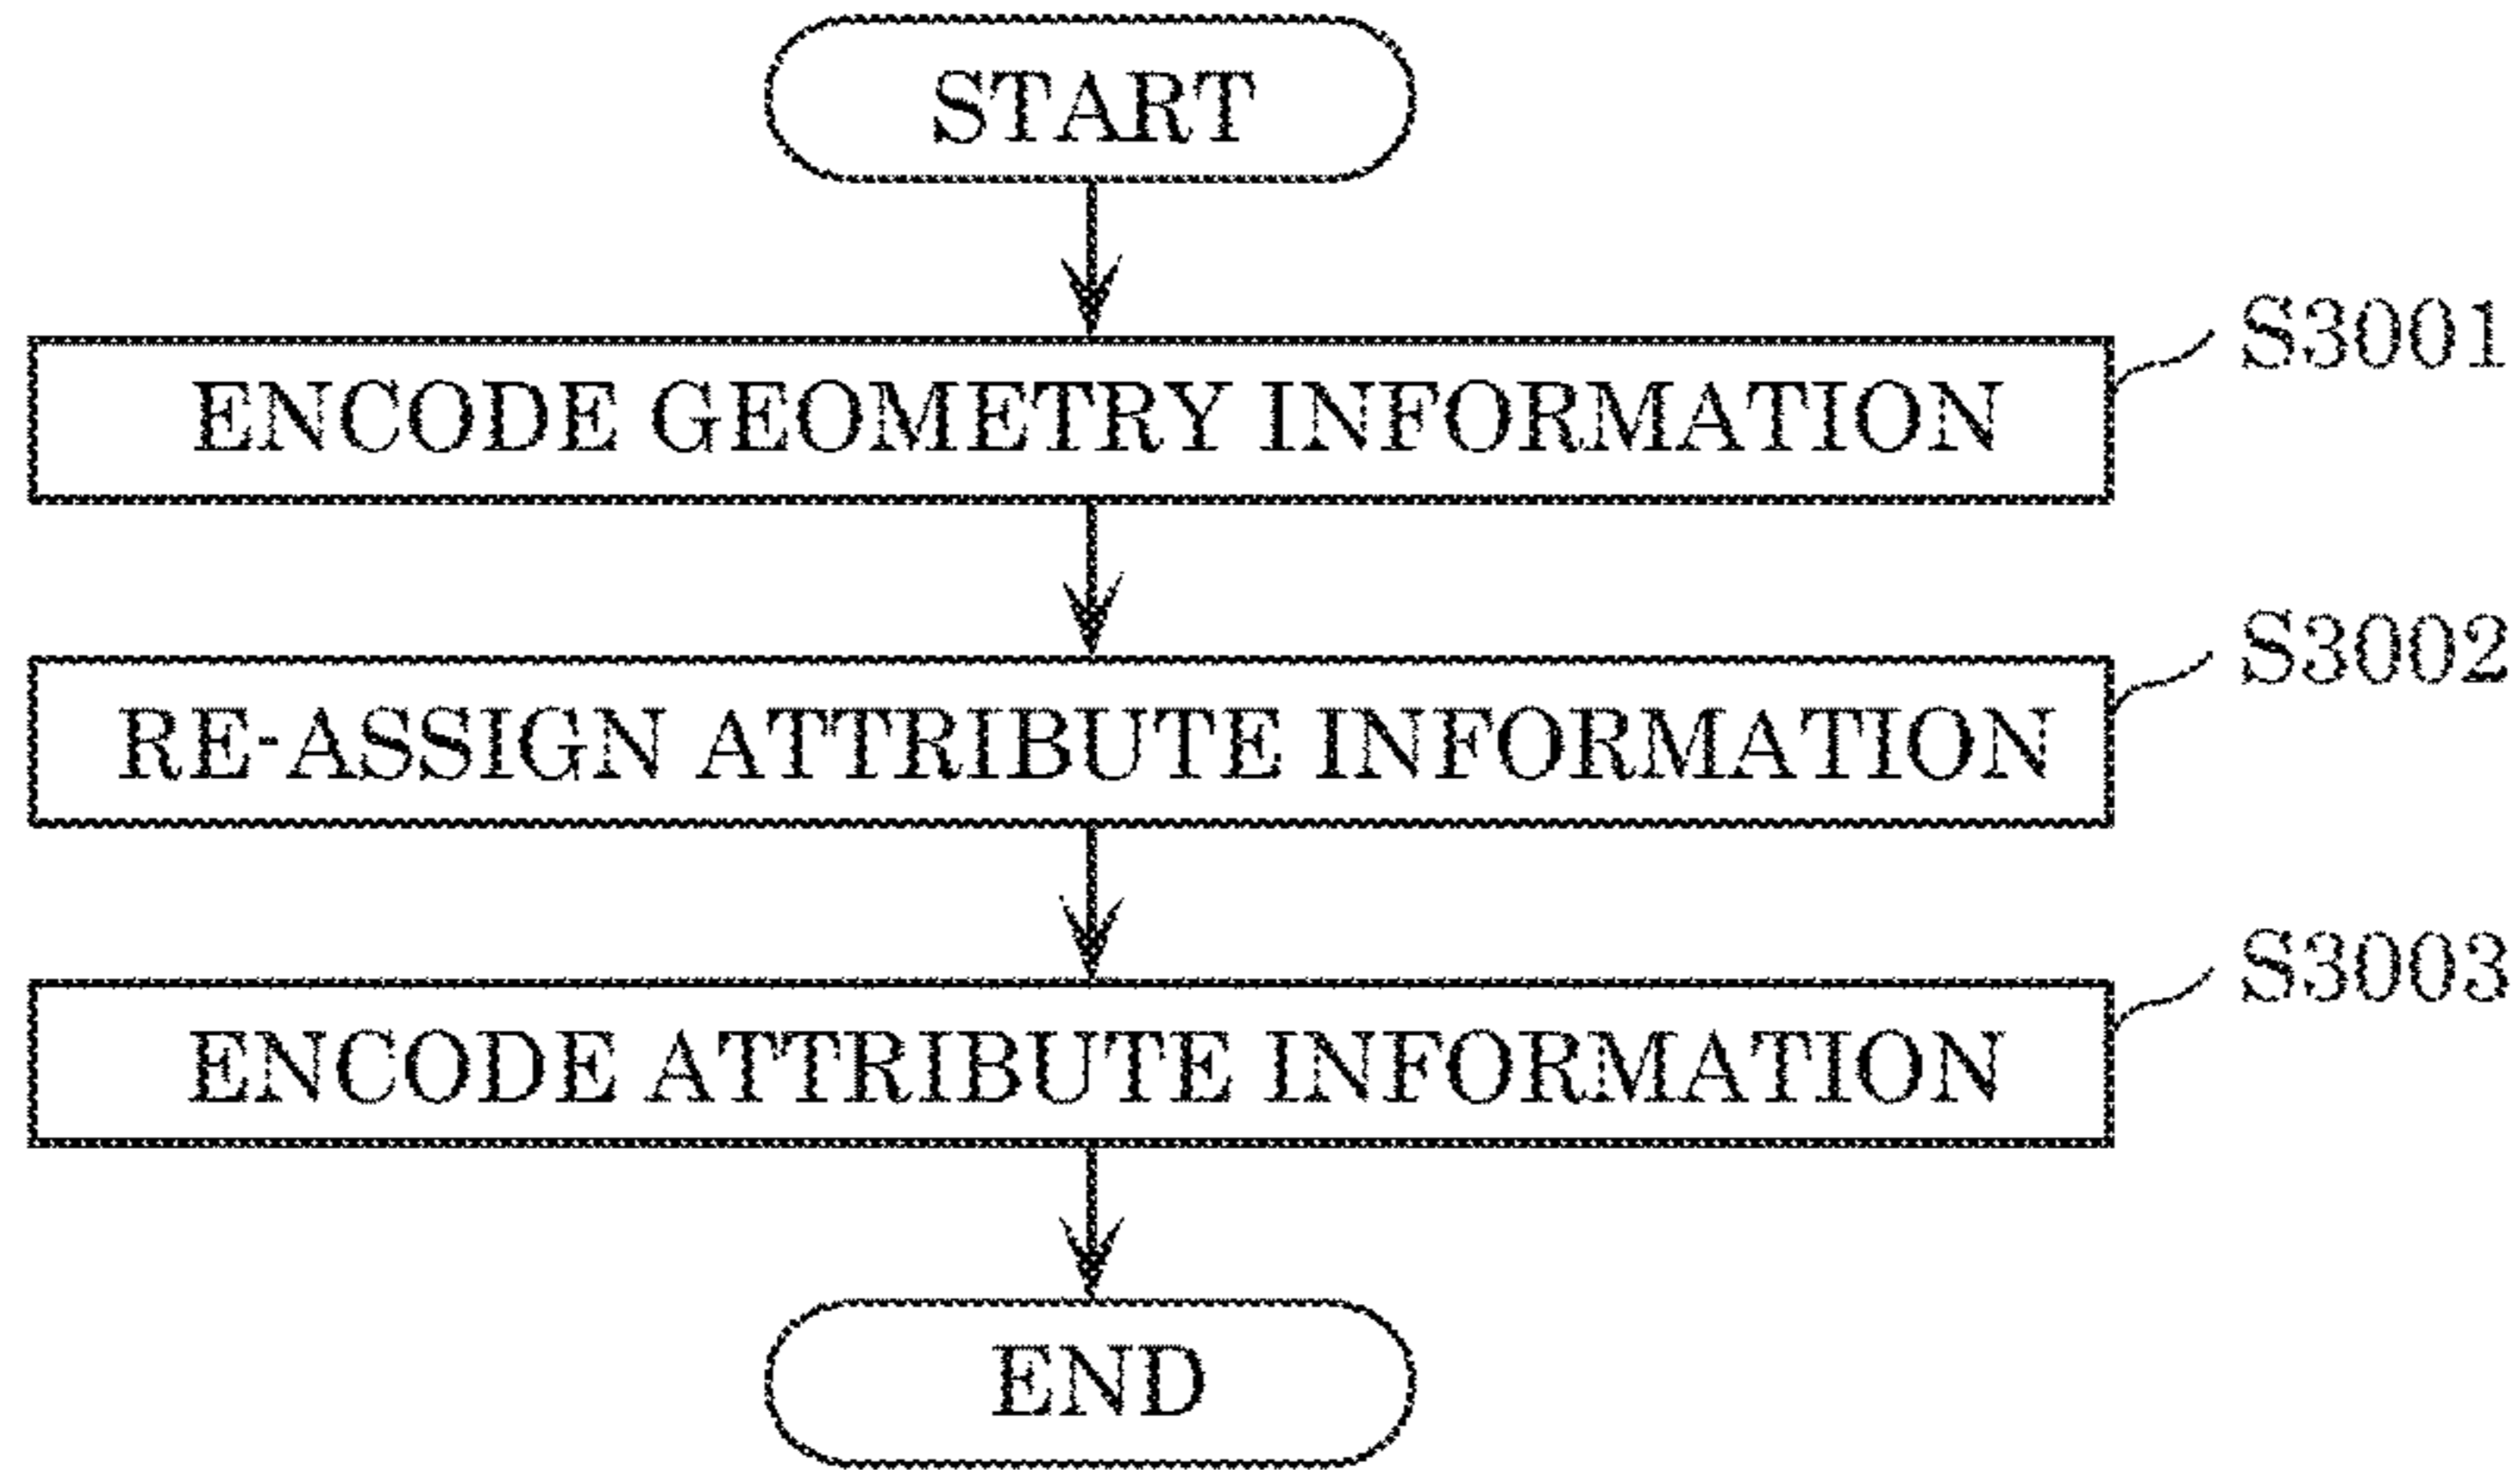 START
ENCODE GEOMETRY INFORMATION
S3001
RE-ASSIGN ATTRIBUTE INFORMATION
S3002
ENCODE ATTRIBUTE INFORMATION
S3003
END